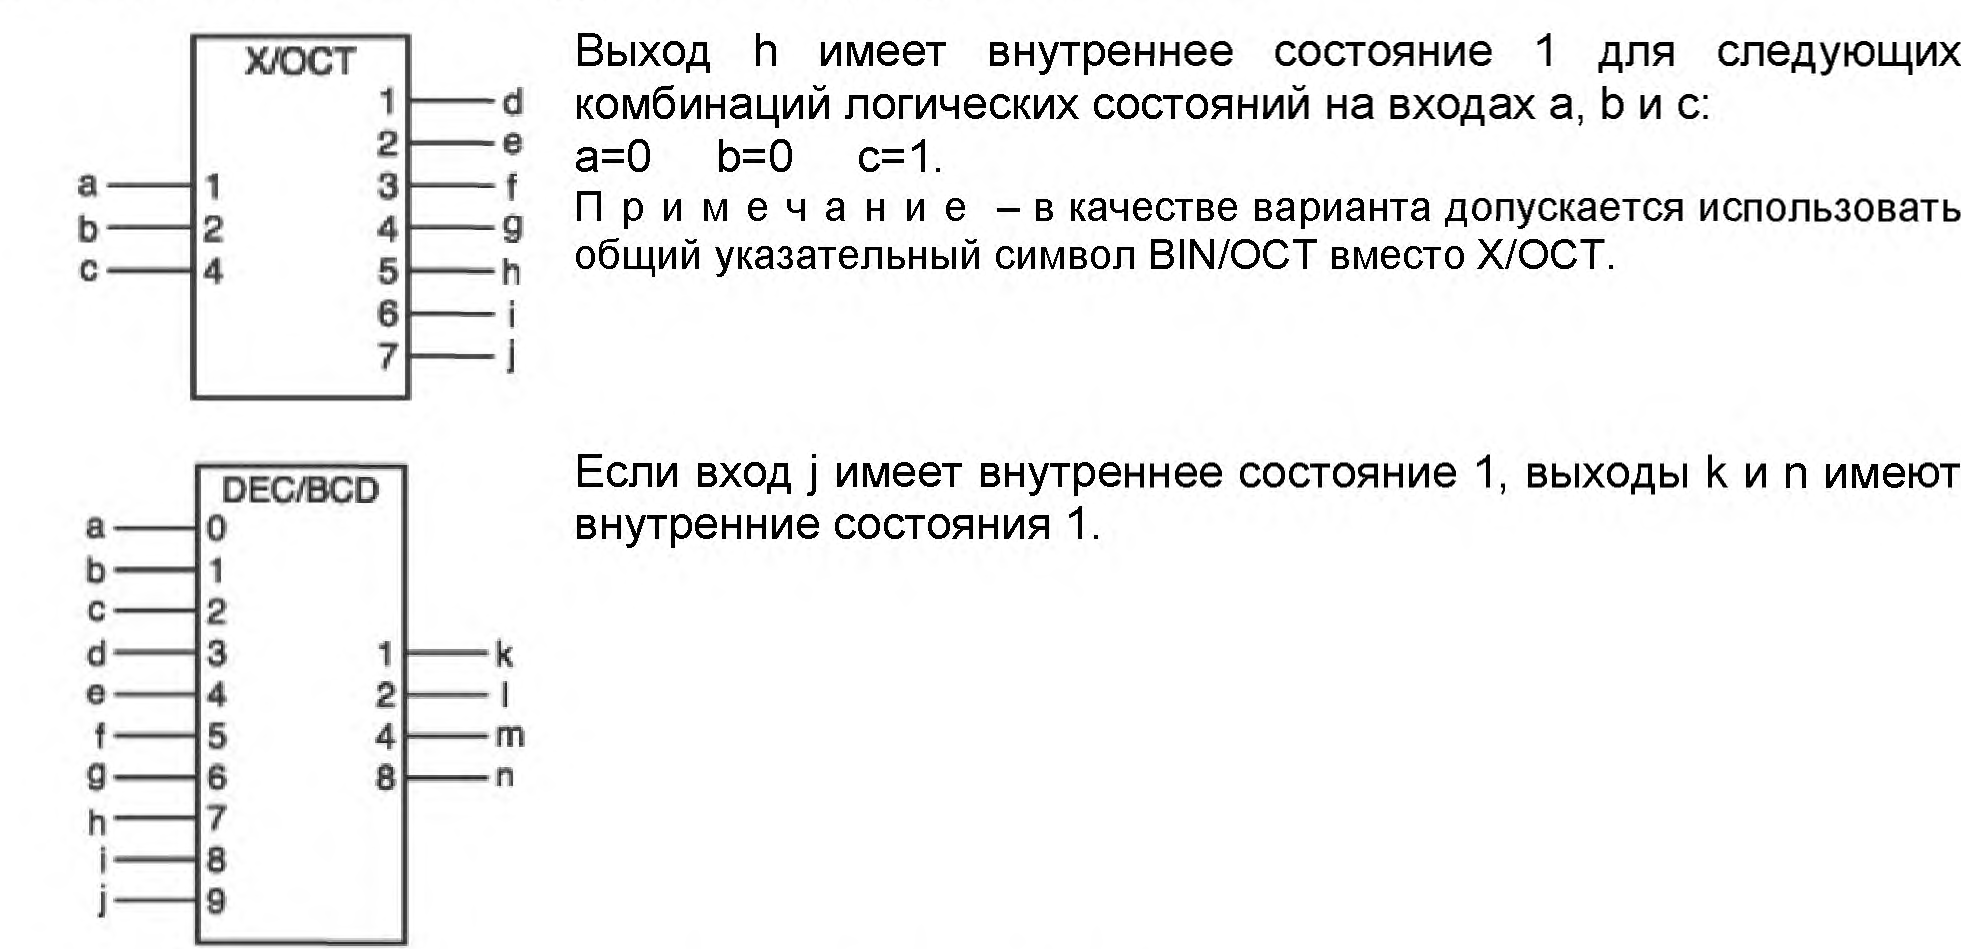 X/OCT
1 d
2 e
a 1 3 f
b 2 4 g
c 4 5 h
6 i
7 j
Выход h имеет внутреннее состояние 1 для следующих
комбинаций логических состояний на входах a, b и c:
a=0 b=0 c=1.
П р и м е ч а н и е – в качестве варианта допускается использовать
общий указательный символ BIN/OCT вместо X/OCT.
DEC/BCD
a 0
b 1
c 2
d 3 1 k
e 4 2 l
f 5 4 m
g 6 8 n
h 7
i 8
j 9
Если вход j имеет внутреннее состояние 1, выходы k и n имеют
внутренние состояния 1.